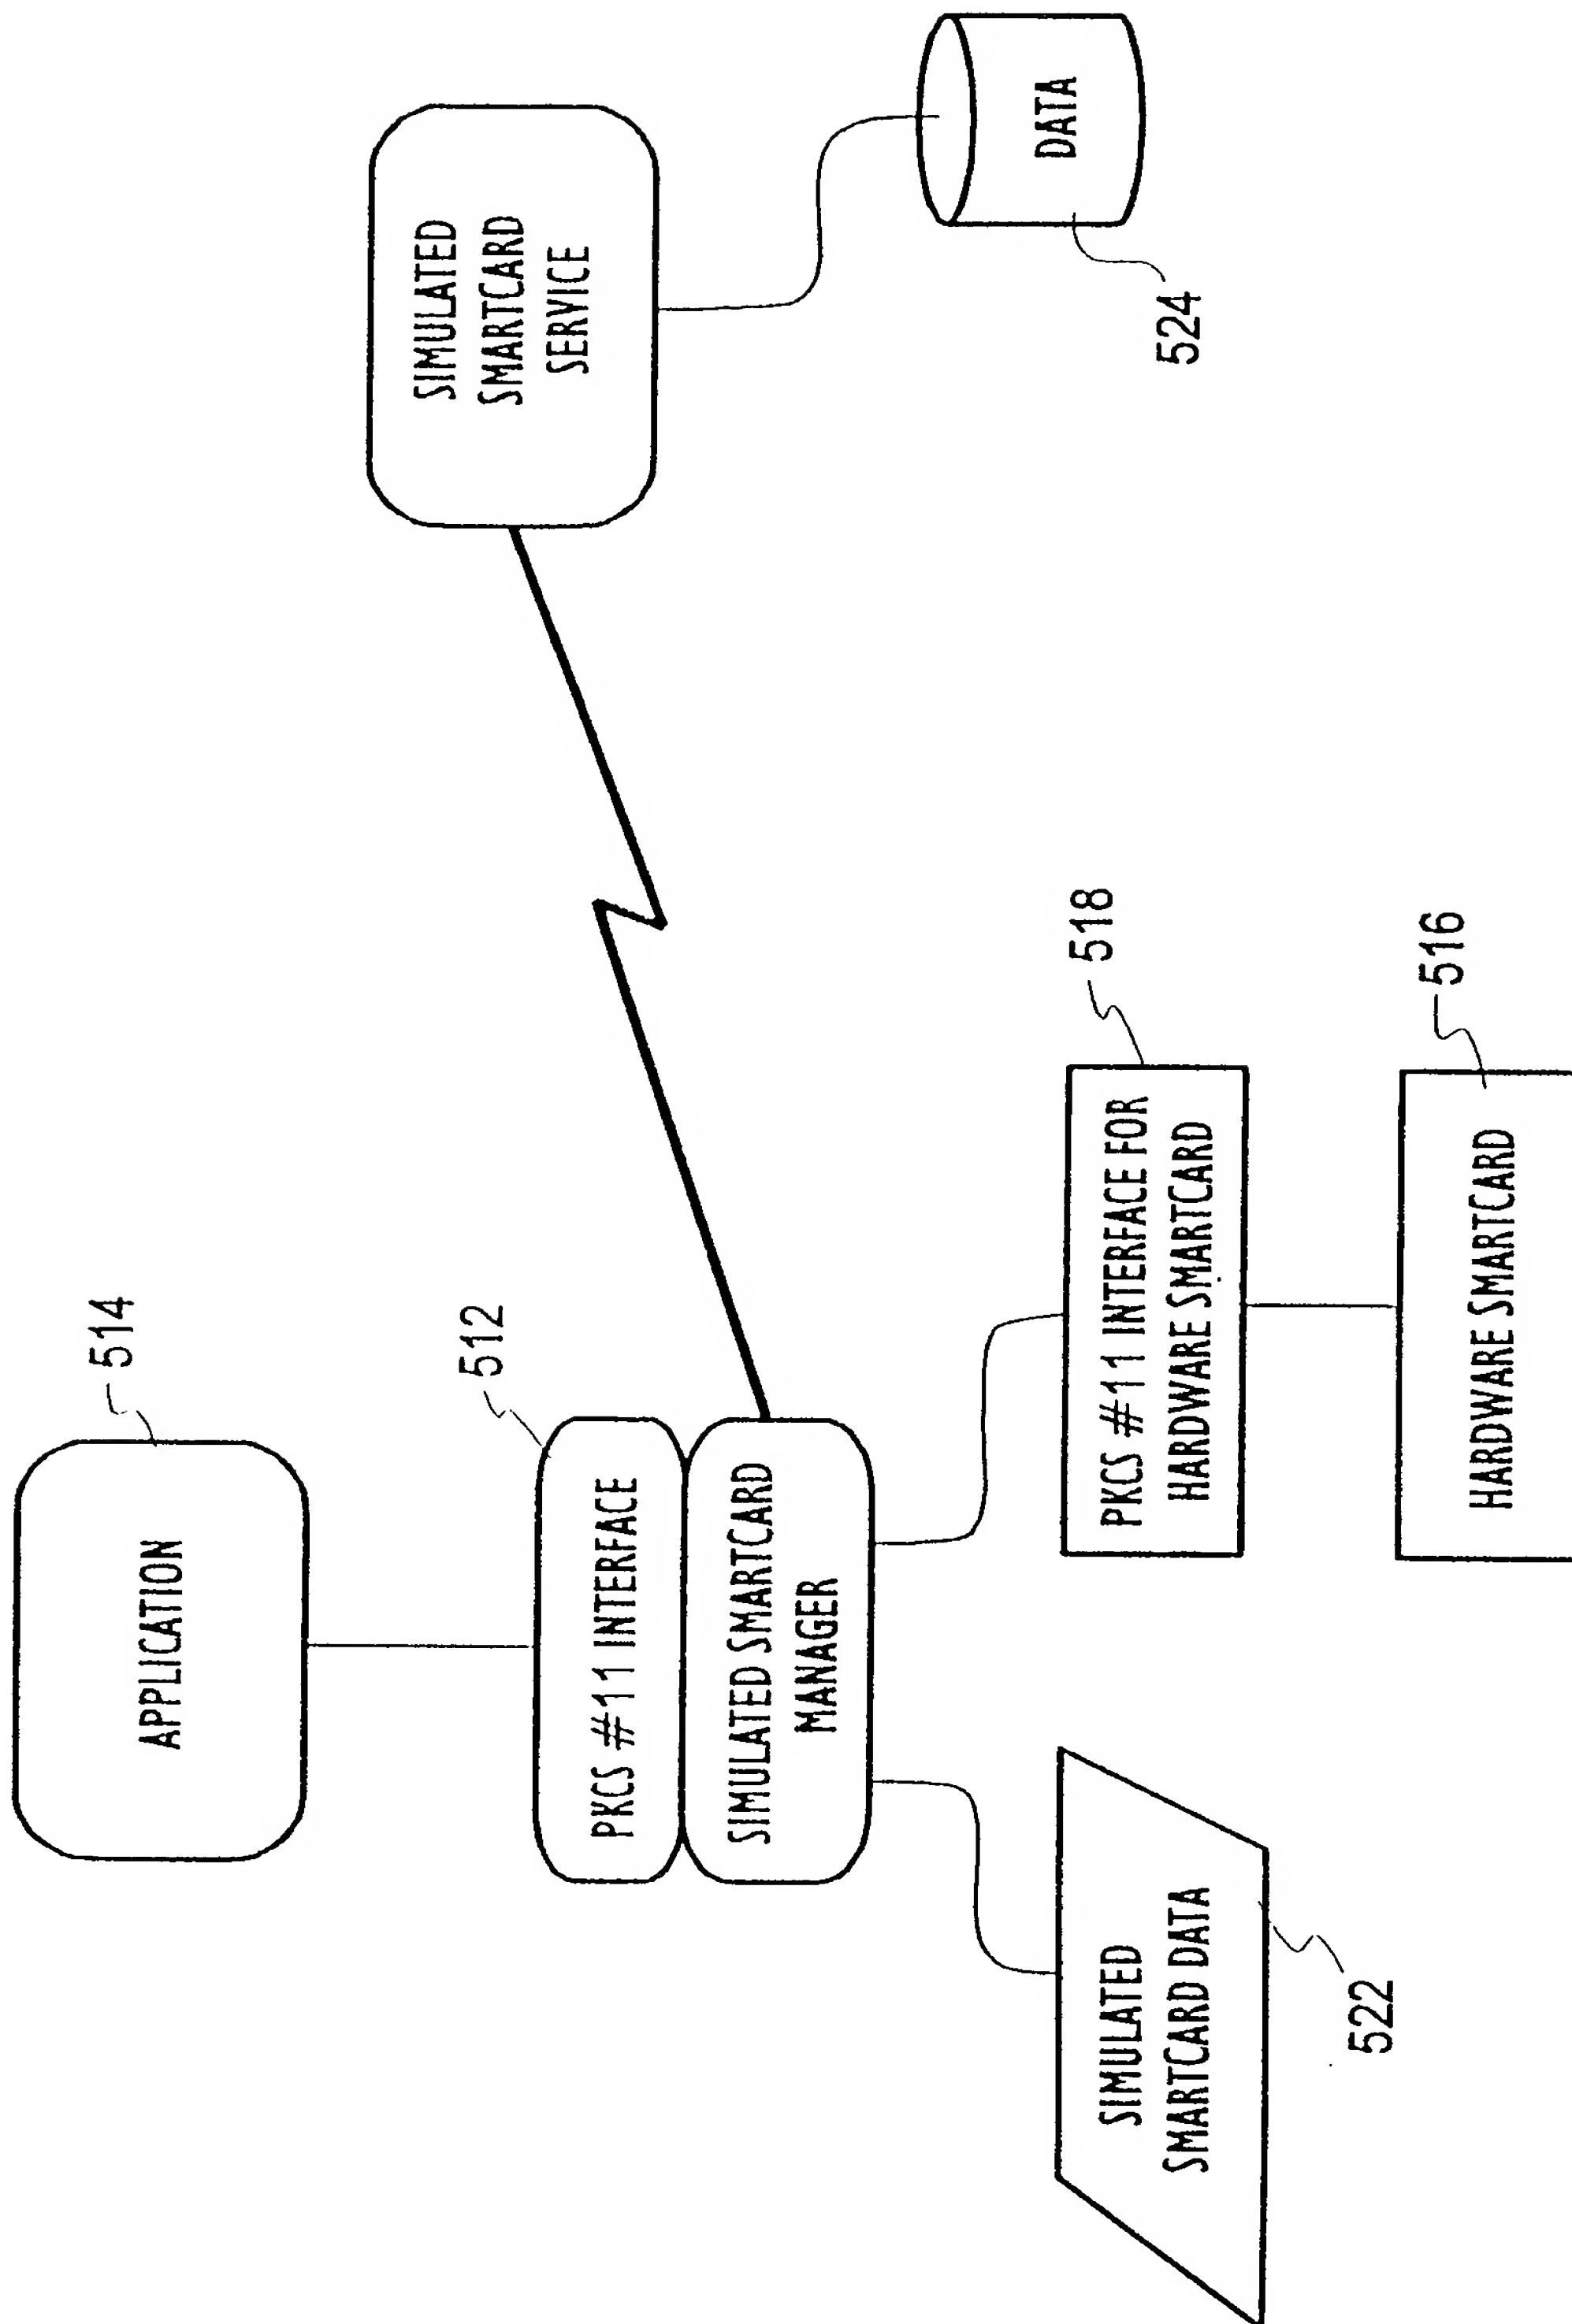 APPLICATION
514
PKCS #11 INTERFACE
512
SIMULATED SMARTCARD
MANAGER
SIMULATED
SMARTCARD
SERVICE
DATA
524
SIMULATED
SMARTCARD DATA
522
PKCS #11 INTERFACE FOR
HARDWARE SMARTCARD
518
HARDWARE SMARTCARD
516